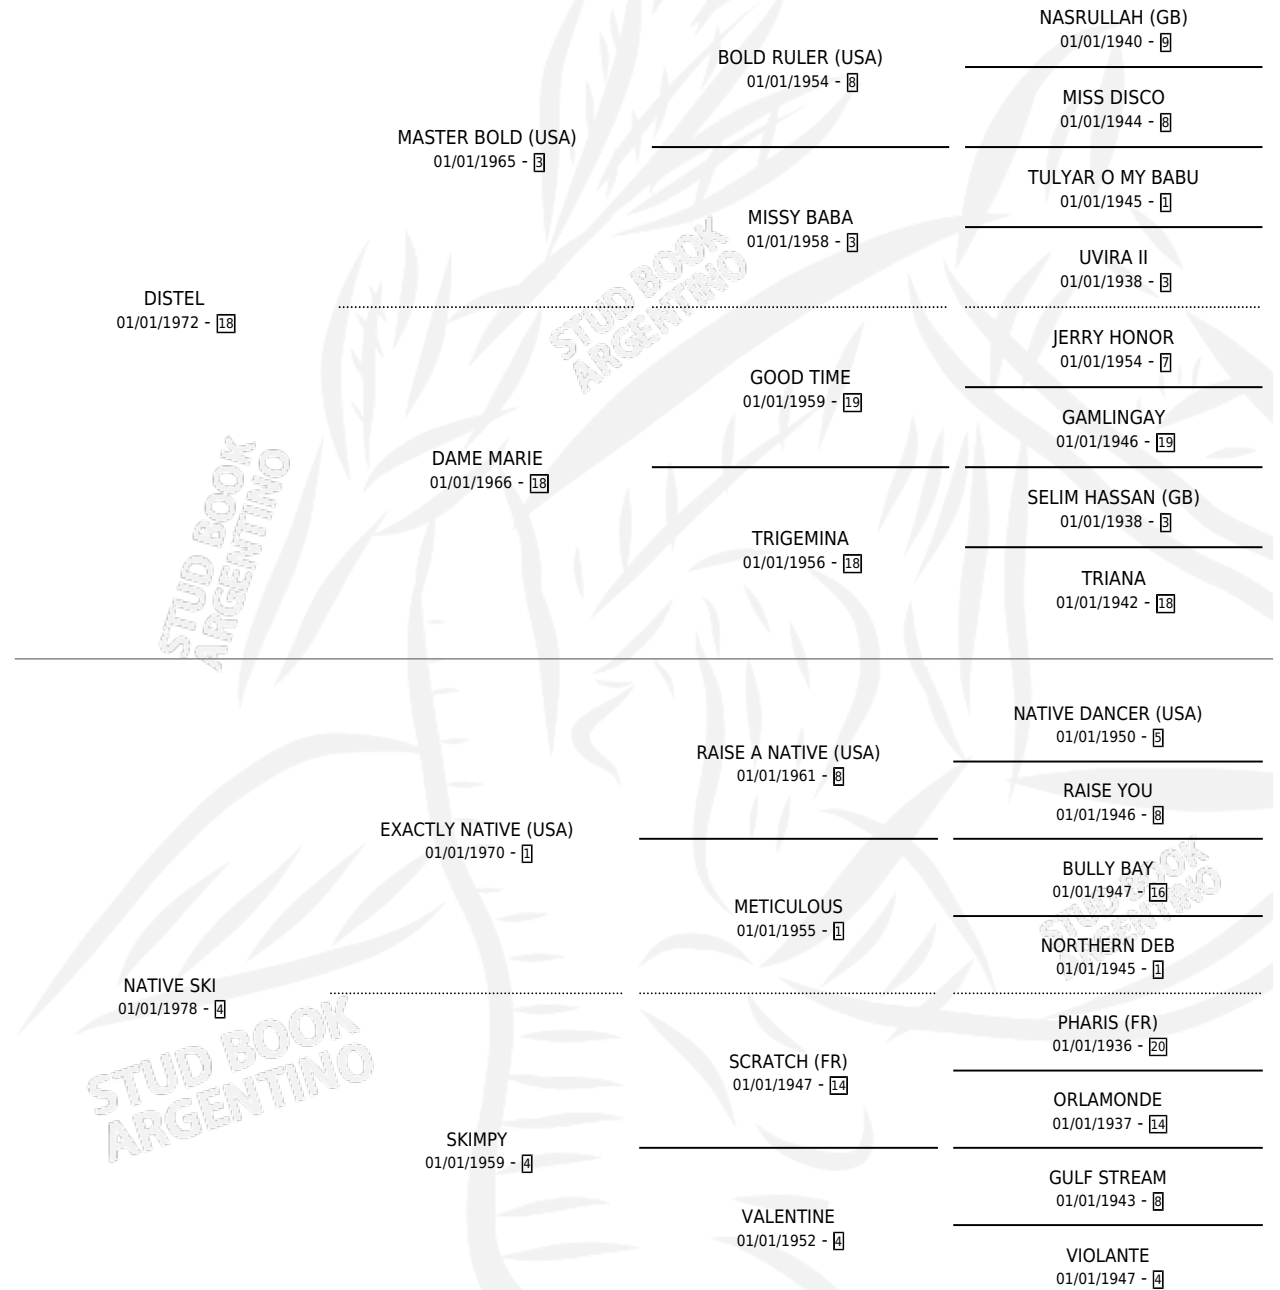 NASRULLAH (GB)
01/01/1940 - 9
BOLD RULER (USA)
01/01/1954 - 8
MISS DISCO
01/01/1944 - 8
MASTER BOLD (USA)
01/01/1965 - 3
TULYAR O MY BABU
01/01/1945 - 1
MISSY BABA
01/01/1958 - 3
UVIRA II
01/01/1938 - 3
DISTEL
01/01/1972 - 18
JERRY HONOR
01/01/1954 - 7
GOOD TIME
01/01/1959 - 19
GAMLINGAY
01/01/1946 - 19
DAME MARIE
01/01/1966 - 18
SELIM HASSAN (GB)
01/01/1938 - 3
TRIGEMINA
01/01/1956 - 18
TRIANA
01/01/1942 - 18
STUD BOOK
ARGENTINO
STUD BOOK
ARGENTINO
NATIVE DANCER (USA)
01/01/1950 - 5
RAISE A NATIVE (USA)
01/01/1961 - 8
RAISE YOU
01/01/1946 - 8
EXACTLY NATIVE (USA)
01/01/1970 - 1
BULLY BAY
01/01/1947 - 16
METICULOUS
01/01/1955 - 1
NORTHERN DEB
01/01/1945 - 1
NATIVE SKI
01/01/1978 - 4
PHARIS (FR)
01/01/1936 - 20
SCRATCH (FR)
01/01/1947 - 14
ORLAMONDE
01/01/1937 - 14
SKIMPY
01/01/1959 - 4
GULF STREAM
01/01/1943 - 8
VALENTINE
01/01/1952 - 4
VIOLANTE
01/01/1947 - 4
STUD BOOK
ARGENTINO
STUD BOOK
ARGENTINO